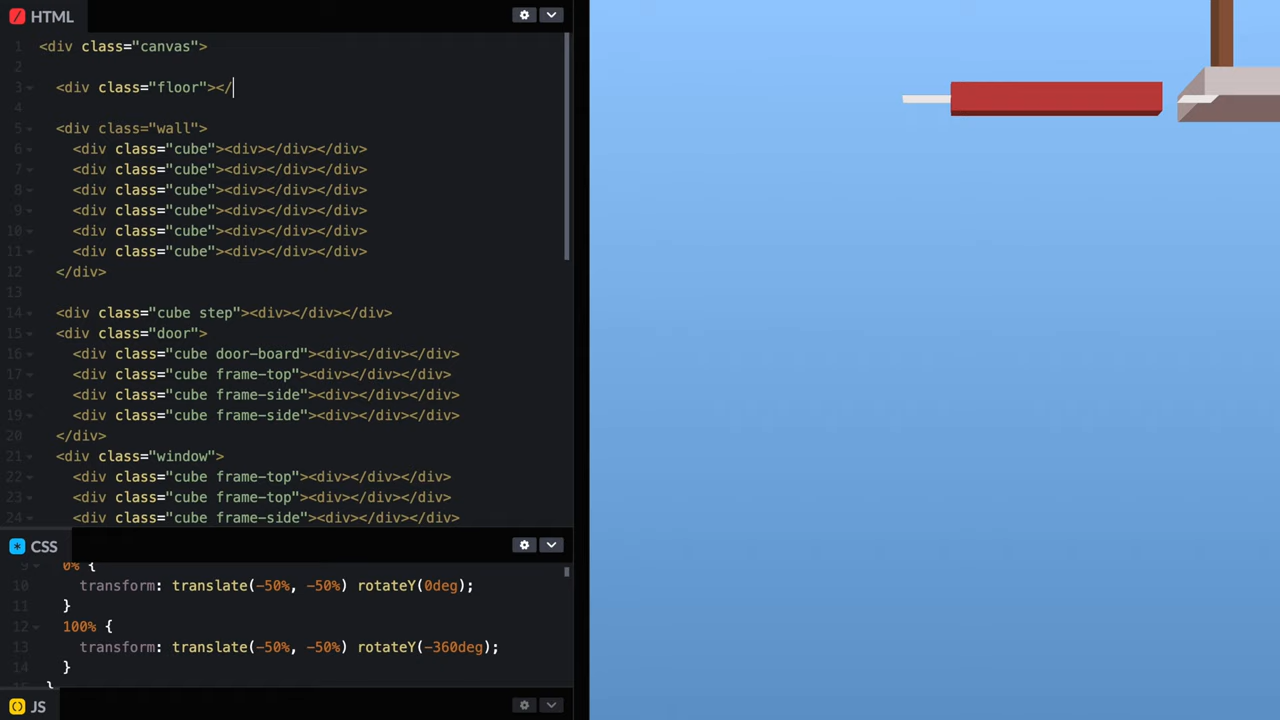 HTML
1 <div class="canvas">
2
3 <div class="floor"></
4
5 <div class="wall">
6 <div class="cube"><div></div></div>
7 <div class="cube"><div></div></div>
8 <div class="cube"><div></div></div>
9 <div class="cube"><div></div></div>
10 <div class="cube"><div></div></div>
11 <div class="cube"><div></div></div>
12 </div>
13
14 <div class="cube step"><div></div></div>
15 <div class="door">
16 <div class="cube door-board"><div></div></div>
17 <div class="cube frame-top"><div></div></div>
18 <div class="cube frame-side"><div></div></div>
19 <div class="cube frame-side"><div></div></div>
20 </div>
21 <div class="window">
22 <div class="cube frame-top"><div></div></div>
23 <div class="cube frame-top"><div></div></div>
24 <div class="cube frame-side"><div></div></div>
CSS
9 0% {
10 transform: translate(-50%, -50%) rotateY(0deg);
11 }
12 100% {
13 transform: translate(-50%, -50%) rotateY(-360deg);
14 }
15 }
JS